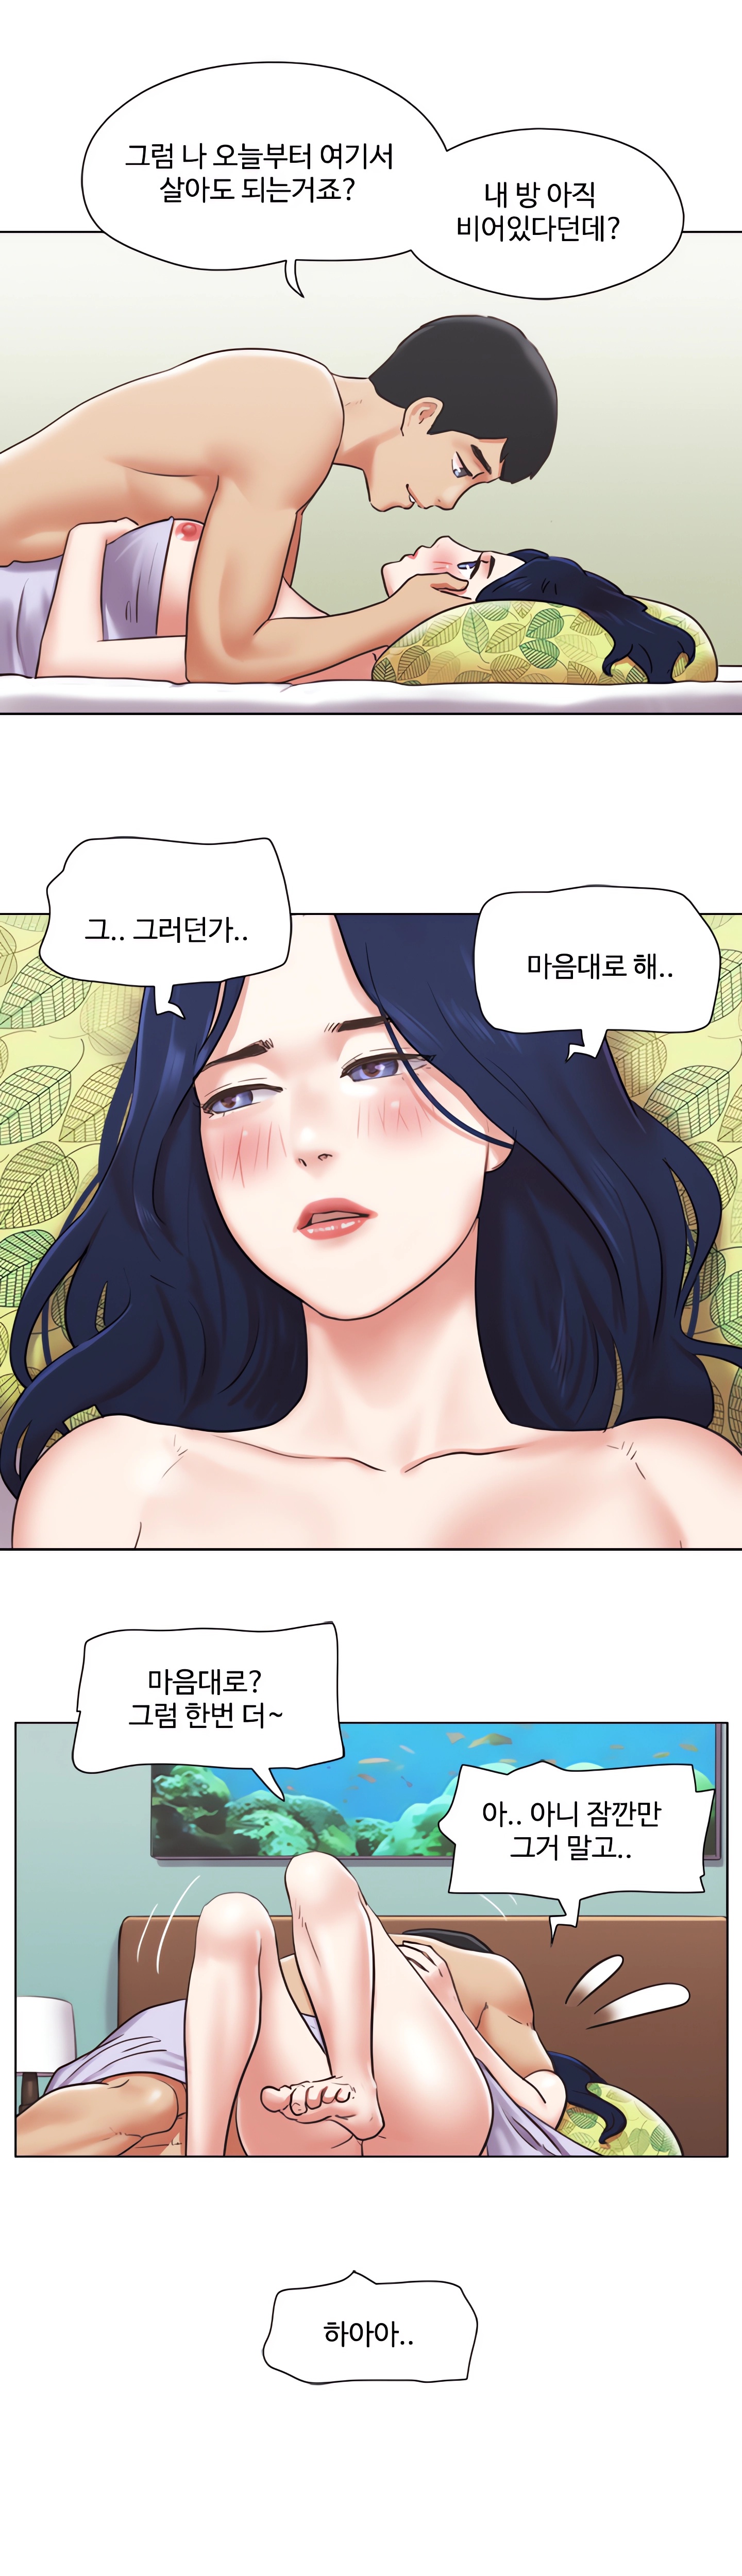 그럼 나 오늘부터 여기서
살아도 되는거죠?
내 방 아직
비어있다던데?
그.. 그러던가..
마음대로 해..
마음대로?
그럼 한번 더~
아.. 아니 잠깐만
그거 말고..
하아아..